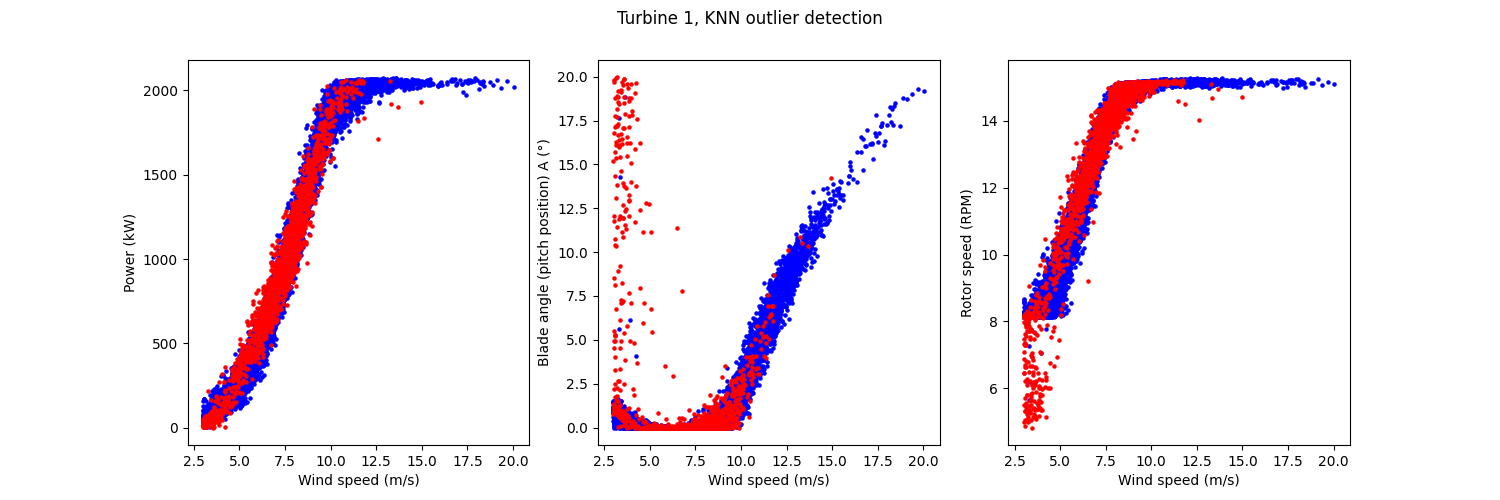 Turbine 1, KNN outlier detection
Power (kW)
2000
1500
1000
500
0
2.5 5.0 7.5 10.0 12.5 15.0 17.5 20.0
Wind speed (m/s)
Blade angle (pitch position) A (°)
20.0
17.5
15.0
12.5
10.0
7.5
5.0
2.5
0.0
2.5 5.0 7.5 10.0 12.5 15.0 17.5 20.0
Wind speed (m/s)
Rotor speed (RPM)
14
12
10
8
6
2.5 5.0 7.5 10.0 12.5 15.0 17.5 20.0
Wind speed (m/s)